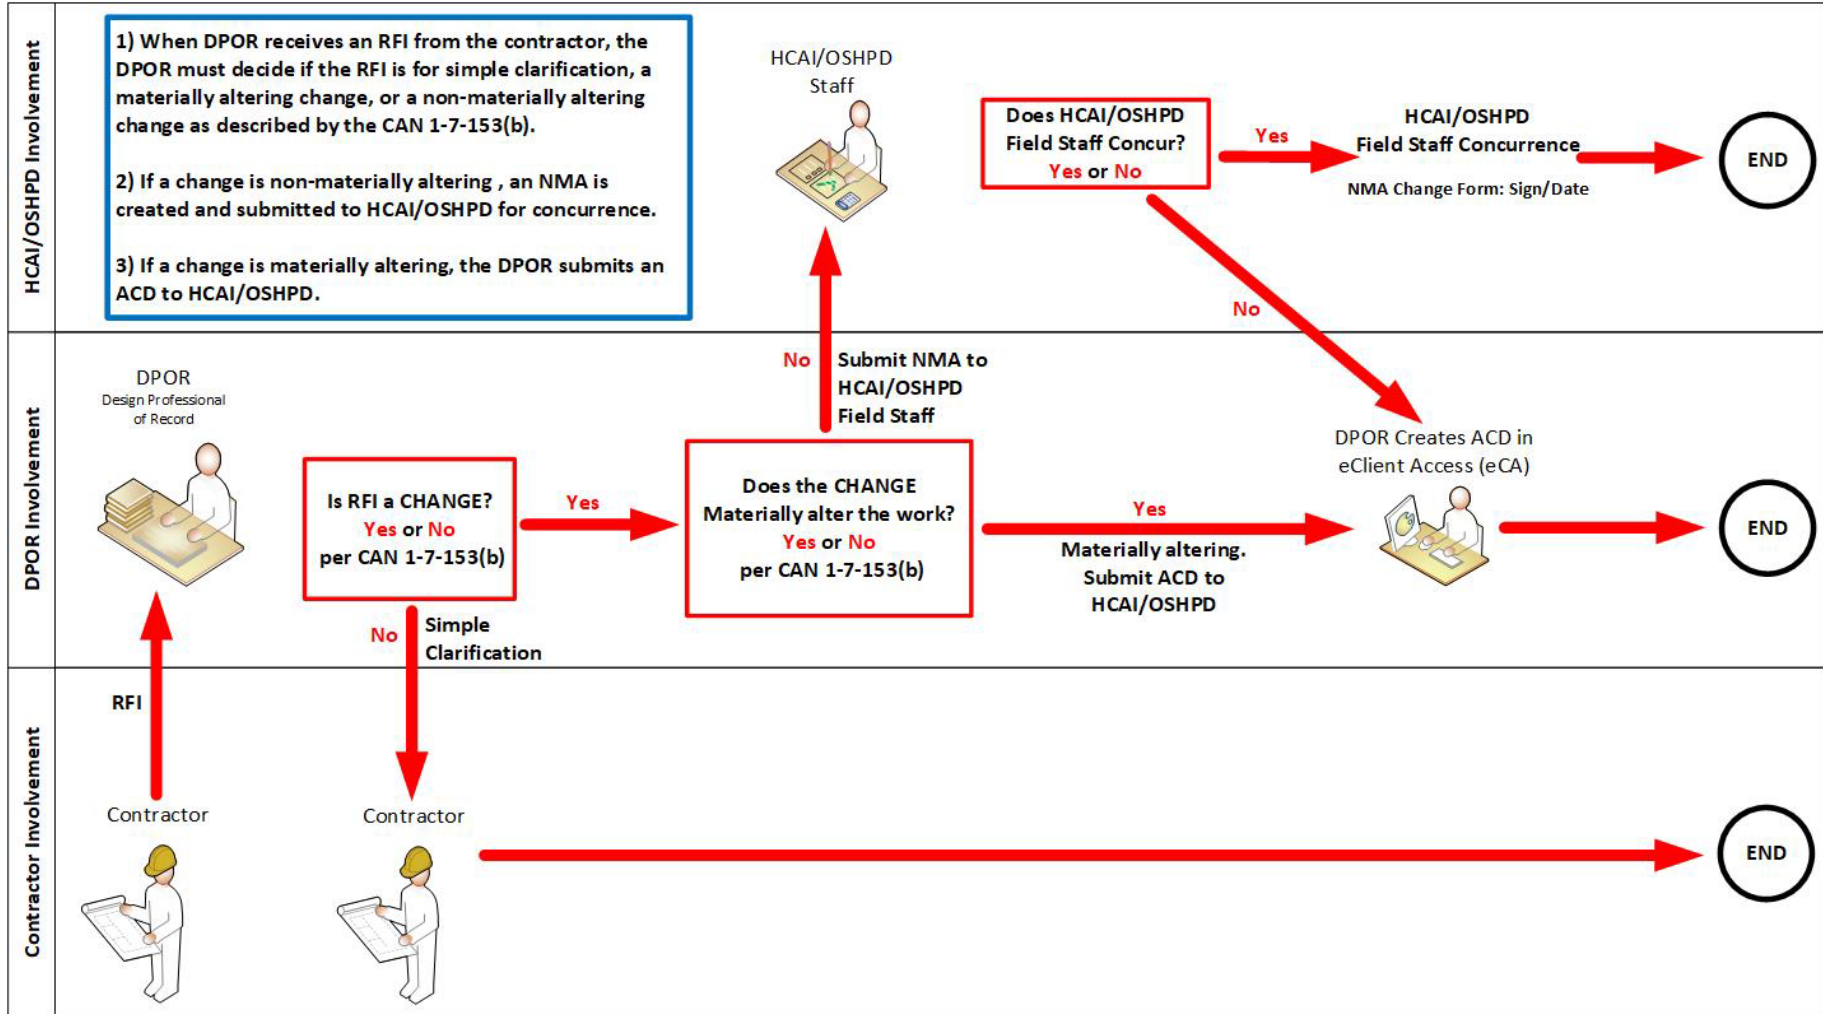 HCAI/OSHPD Involvement
1) When DPOR receives an RFI from the contractor, the
DPOR must decide if the RFI is for simple clarification, a
materially altering change, or a non-materially altering
change as described by the CAN 1-7-153(b).
2) If a change is non-materially altering , an NMA is
created and submitted to HCAI/OSHPD for concurrence.
3) If a change is materially altering, the DPOR submits an
ACD to HCAI/OSHPD.
HCAI/OSHPD
Staff
Does HCAI/OSHPD
Field Staff Concur?
Yes or No
Yes
HCAI/OSHPD
Field Staff Concurrence
NMA Change Form: Sign/Date
END
No
DPOR Involvement
DPOR
Design Professional
of Record
Is RFI a CHANGE?
Yes or No
per CAN 1-7-153(b)
Yes
No
Simple
Clarification
No
Submit NMA to
HCAI/OSHPD
Field Staff
Does the CHANGE
Materially alter the work?
Yes or No
per CAN 1-7-153(b)
Yes
Materially altering.
Submit ACD to
HCAI/OSHPD
DPOR Creates ACD in
eClient Access (eCA)
END
Contractor Involvement
RFI
Contractor
Contractor
END